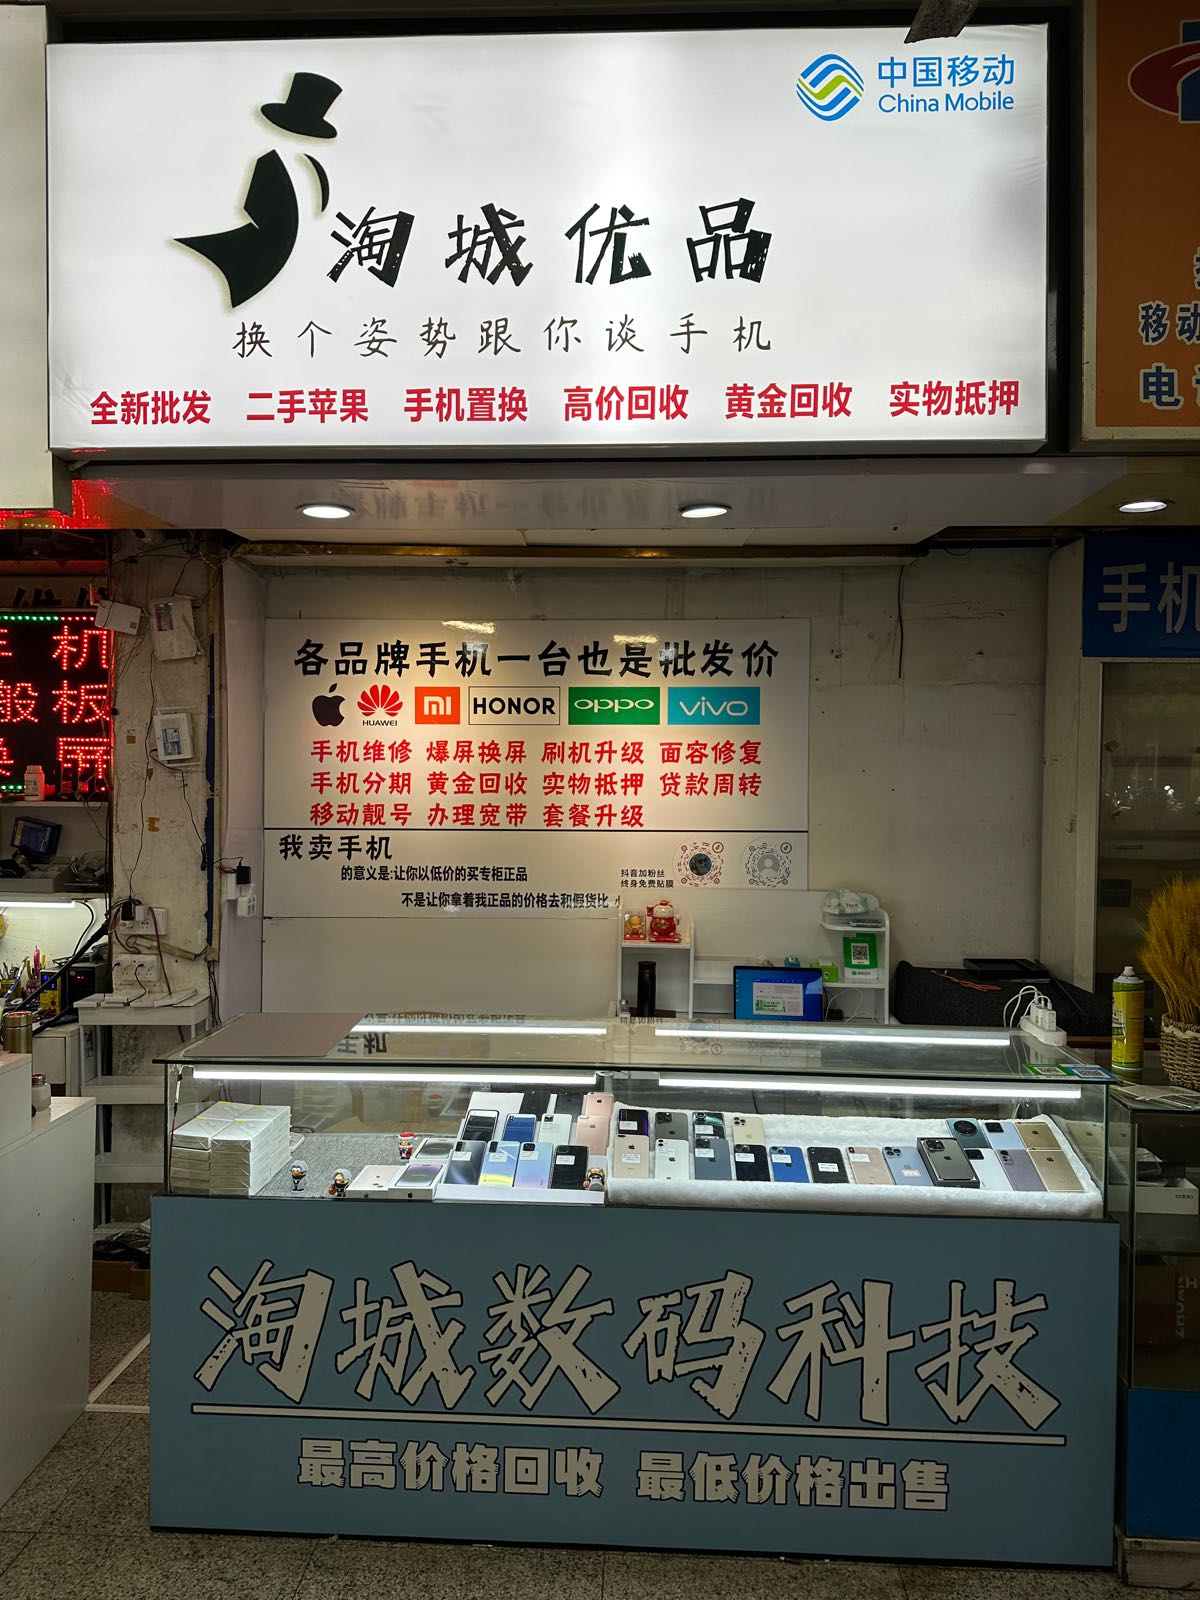 中国移动
China Mobile
淘城优品
换个姿势跟你谈手机
全新批发 二手苹果 手机置换 高价回收 黄金回收 实物抵押
移动
电
手机
机
般板
各品牌手机一台也是批发价
HUAWEI mi HONOR oppo vivo
手机维修 爆屏换屏 刷机升级 面容修复
手机分期 黄金回收 实物抵押 贷款周转
移动靓号 办理宽带 套餐升级
我卖手机
的意义是:让你以低价的买专柜正品
不是让你拿着我正品的价格去和假货比
抖音加粉丝
终身免费贴膜
淘城数码科技
最高价格回收 最低价格出售